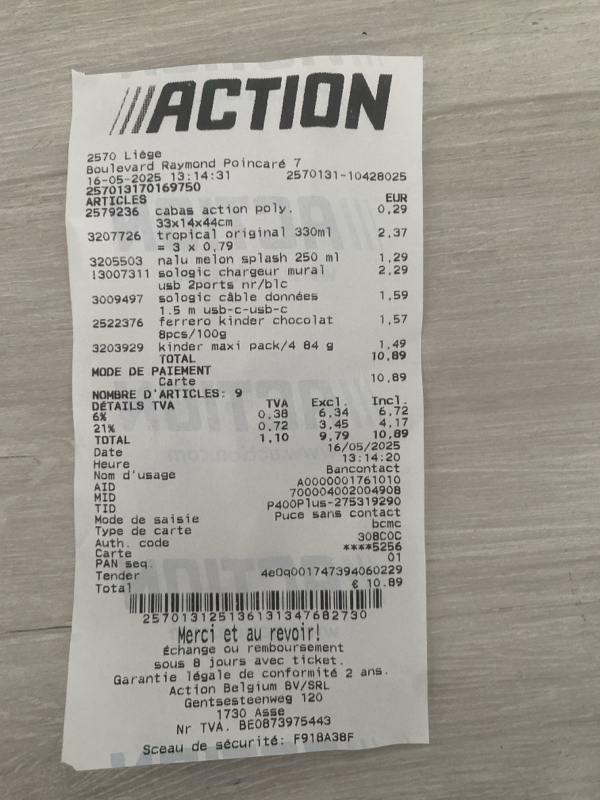 ACTION
2570 Liège
Boulevard Raymond Poincaré 7
16-05-2025 13:14:31 2570131-10428025
257013170169750
ARTICLES EUR
2579236 cabas action poly. 0,29
33x14x44cm
3207726 tropical original 330ml 2,37
= 3 x 0,79
3205503 nalu melon splash 250 ml 1,29
13007311 sologic chargeur mural 2,29
usb 2ports nr/blc
3009497 sologic câble données 1,59
1.5 m usb-c-usb-c
2522376 ferrero kinder chocolat 1,57
8pcs/100g
3203929 kinder maxi pack/4 84 g 1,49
TOTAL 10,89
MODE DE PAIEMENT
Carte 10,89
NOMBRE D'ARTICLES: 9
DÉTAILS TVA TVA Excl. Incl.
6% 0,38 6,34 6,72
21% 0,72 3,45 4,17
TOTAL 1,10 9,79 10,89
Date 16/05/2025
Heure 13:14:20
Nom d'usage Bancontact
AID A0000001761010
MID 700004002004908
TID P400Plus-275319290
Mode de saisie Puce sans contact
Type de carte bcmc
Auth. code 308C0C
Carte ****5256
PAN seq. 01
Tender 4e0q001747394060229
Total € 10.89
2570131251361313476827​30
Merci et au revoir!
Échange ou remboursement
sous 8 jours avec ticket.
Garantie légale de conformité 2 ans.
Action Belgium BV/SRL
Gentsesteenweg 120
1730 Asse
Nr TVA. BE0873975443
Sceau de sécurité: F918A38F